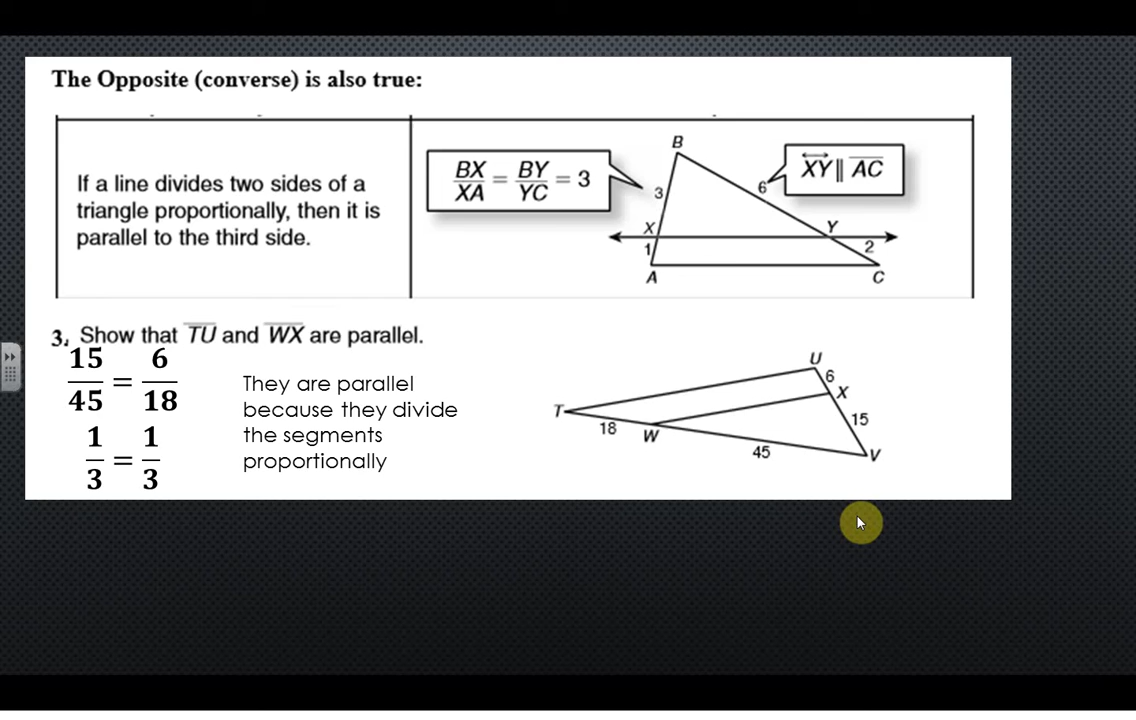 The Opposite (converse) is also true:
If a line divides two sides of a
triangle proportionally, then it is
parallel to the third side.
BX/XA = BY/YC = 3
XY ∥ AC
B
3
6
X
Y
1
2
A
C
3. Show that TU and WX are parallel.
15/45 = 6/18
1/3 = 1/3
They are parallel
because they divide
the segments
proportionally
U
6
X
T
15
18
W
45
V